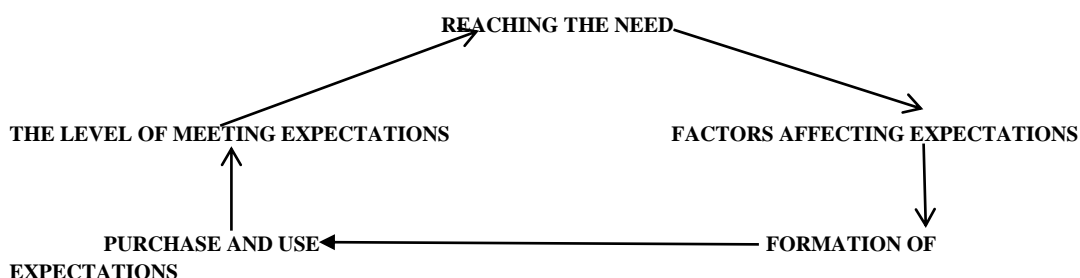 REACHING THE NEED
THE LEVEL OF MEETING EXPECTATIONS FACTORS AFFECTING EXPECTATIONS
PURCHASE AND USE FORMATION OF
EXPECTATIONS